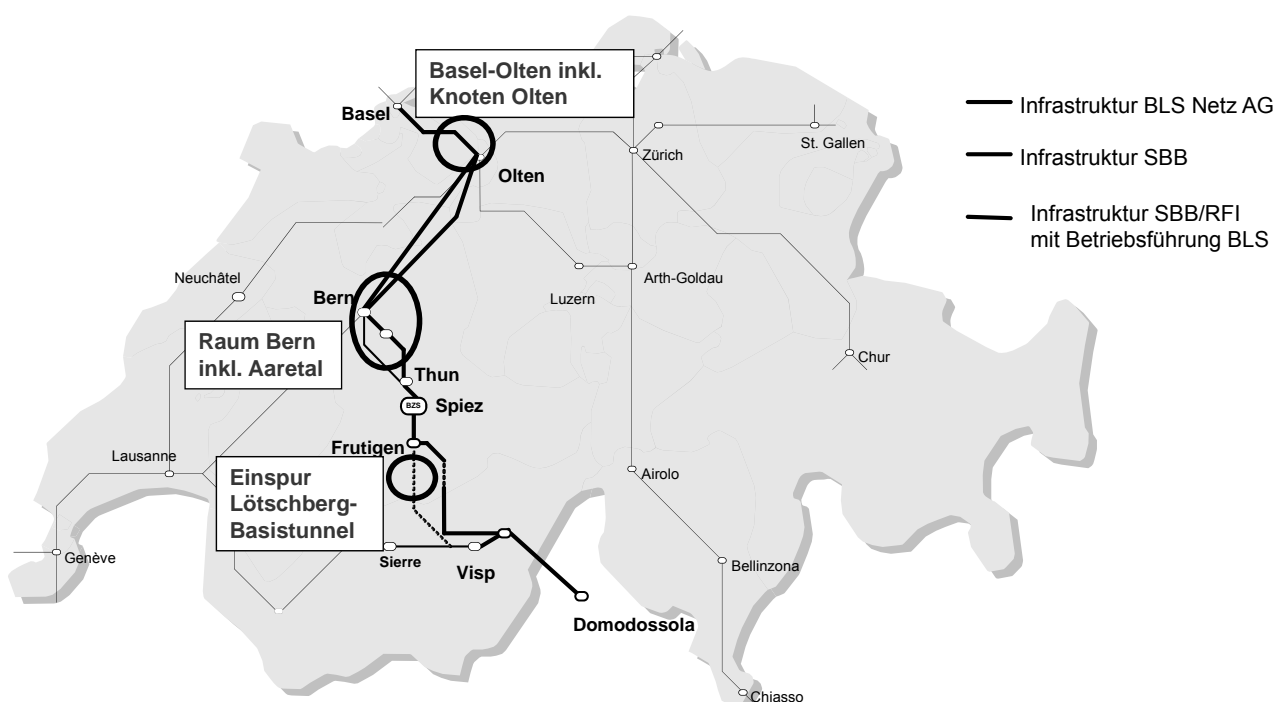 Basel-Olten inkl.
Knoten Olten
Basel
Olten
Zürich
St. Gallen
Infrastruktur BLS Netz AG
Infrastruktur SBB
Infrastruktur SBB/RFI
mit Betriebsführung BLS
Neuchâtel
Bern
Luzern
Arth-Goldau
Raum Bern
inkl. Aaretal
Thun
BZS
Spiez
Chur
Frutigen
Lausanne
Einspur
Lötschberg-
Basistunnel
Airolo
Genève
Sierre
Visp
Bellinzona
Domodossola
Chiasso